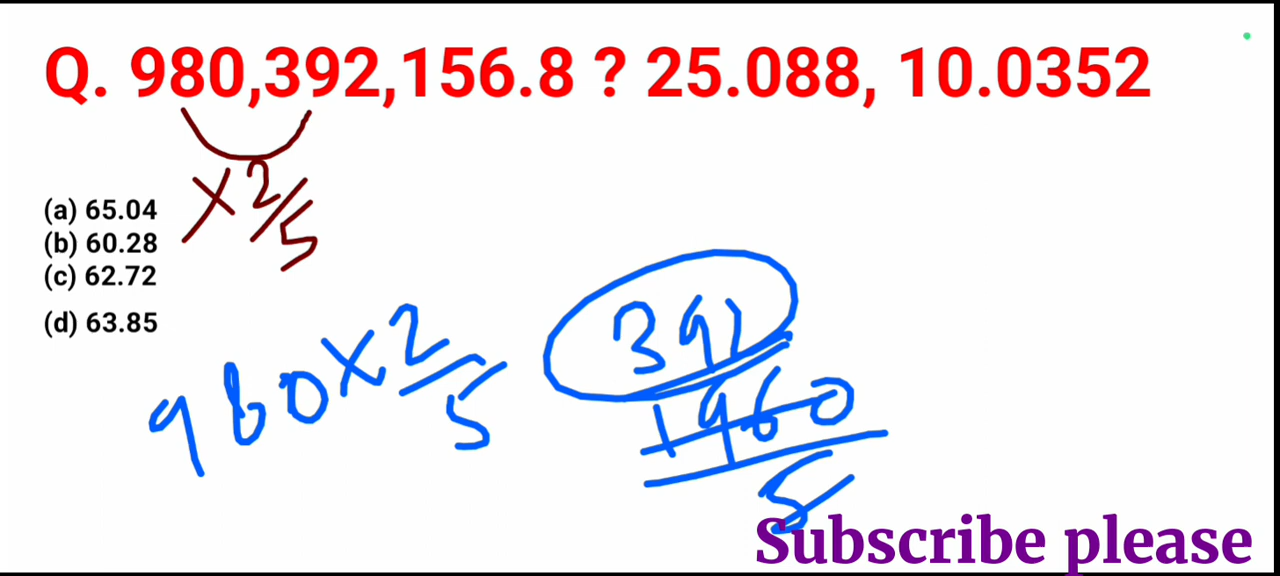 Q. 980,392,156.8 ? 25.088, 10.0352
× 2/5
(a) 65.04
(b) 60.28
(c) 62.72
(d) 63.85
980 × 2/5
392
1960
5
Subscribe please